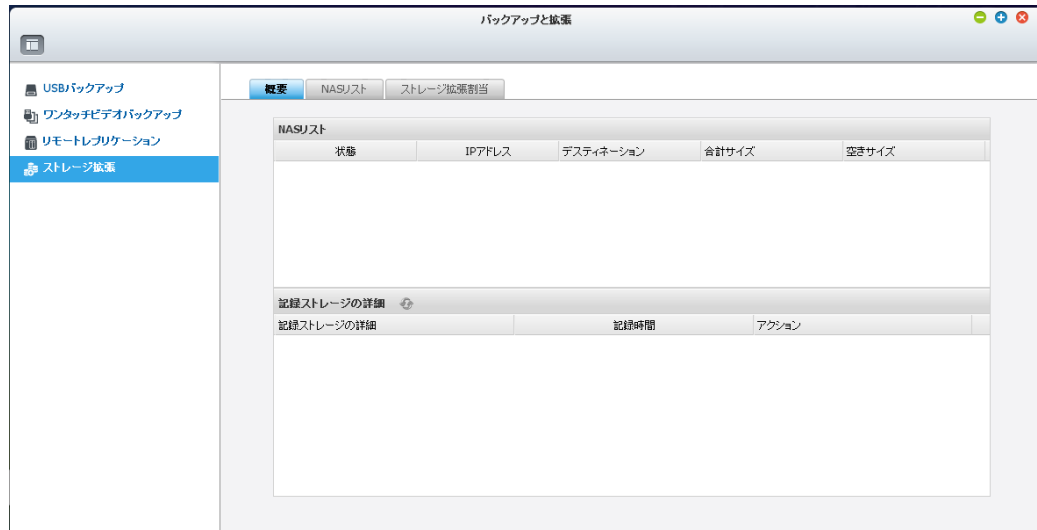 バックアップと拡張
USBバックアップ
ワンタッチビデオバックアップ
リモートレプリケーション
ストレージ拡張
概要 NASリスト ストレージ拡張割当
NASリスト
状態 IPアドレス デスティネーション 合計サイズ 空きサイズ
記録ストレージの詳細
記録ストレージの詳細 記録時間 アクション